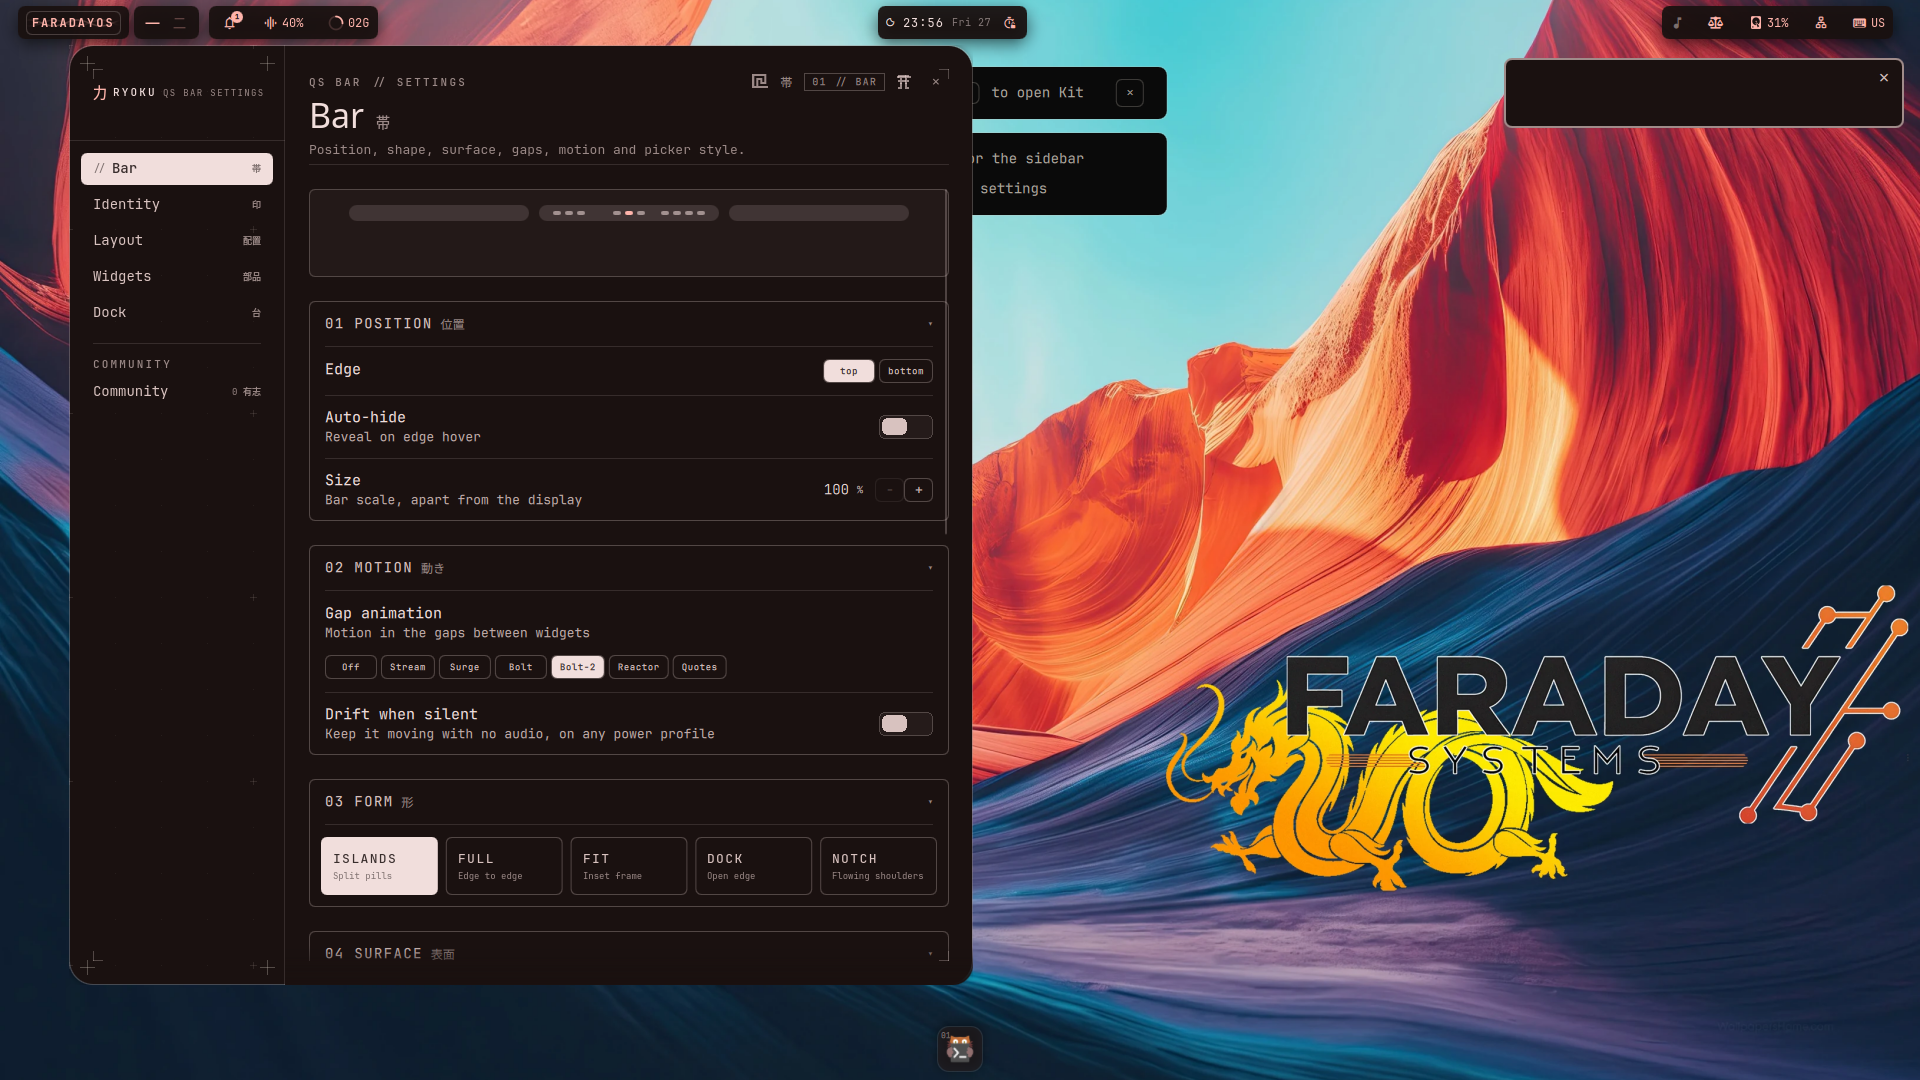 FARADAYOS
1
40%
02G
23:56 Fri 27
31%
US
力 RYOKU QS BAR SETTINGS
// Bar 帯
Identity 印
Layout 配置
Widgets 部品
Dock 台
COMMUNITY
Community 0 有志
QS BAR // SETTINGS
帯 01 // BAR
Bar 帯
Position, shape, surface, gaps, motion and picker style.
01 POSITION 位置
Edge top bottom
Auto-hide
Reveal on edge hover
Size
Bar scale, apart from the display
100 % - +
02 MOTION 動き
Gap animation
Motion in the gaps between widgets
Off Stream Surge Bolt Bolt-2 Reactor Quotes
Drift when silent
Keep it moving with no audio, on any power profile
03 FORM 形
ISLANDS FULL FIT DOCK NOTCH
Split pills Edge to edge Inset frame Open edge Flowing shoulders
04 SURFACE 表面
to open Kit
or the sidebar
settings
FARADAY
SYSTEMS
01